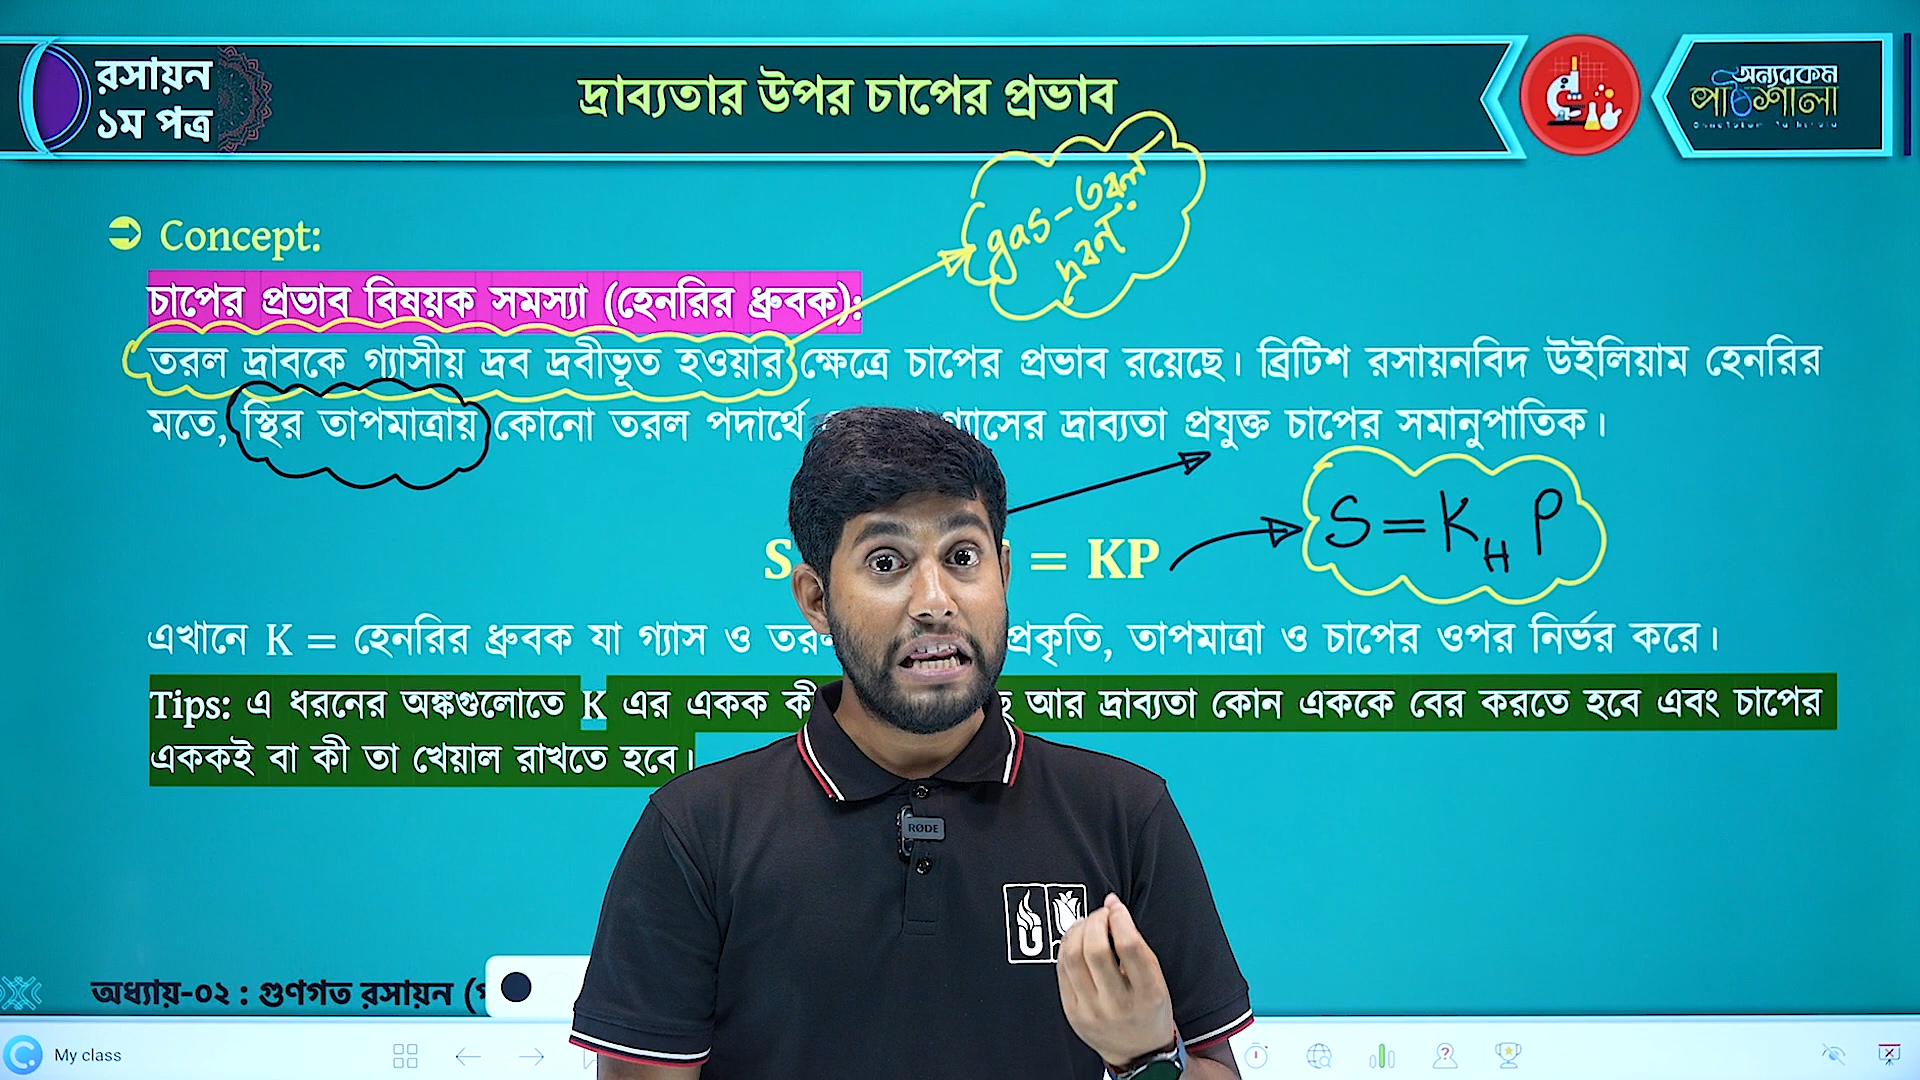 রসায়ন
১ম পত্র
দ্রাব্যতার উপর চাপের প্রভাব
অন্যরকম
পাঠশালা
gas-তরল
দ্রবণ
Concept:
চাপের প্রভাব বিষয়ক সমস্যা (হেনরির ধ্রুবক):
তরল দ্রাবকে গ্যাসীয় দ্রব দ্রবীভূত হওয়ার ক্ষেত্রে চাপের প্রভাব রয়েছে। ব্রিটিশ রসায়নবিদ উইলিয়াম হেনরির
মতে, স্থির তাপমাত্রায় কোনো তরল পদার্থে গ্যাসের দ্রাব্যতা প্রযুক্ত চাপের সমানুপাতিক।
S = KP
S = K_H P
এখানে K = হেনরির ধ্রুবক যা গ্যাস ও প্রকৃতি, তাপমাত্রা ও চাপের ওপর নির্ভর করে।
Tips: এ ধরনের অঙ্কগুলোতে K এর একক কী আর দ্রাব্যতা কোন এককে বের করতে হবে এবং চাপের
এককই বা কী তা খেয়াল রাখতে হবে।
RØDE
অধ্যায়-০২ : গুণগত রসায়ন
My class